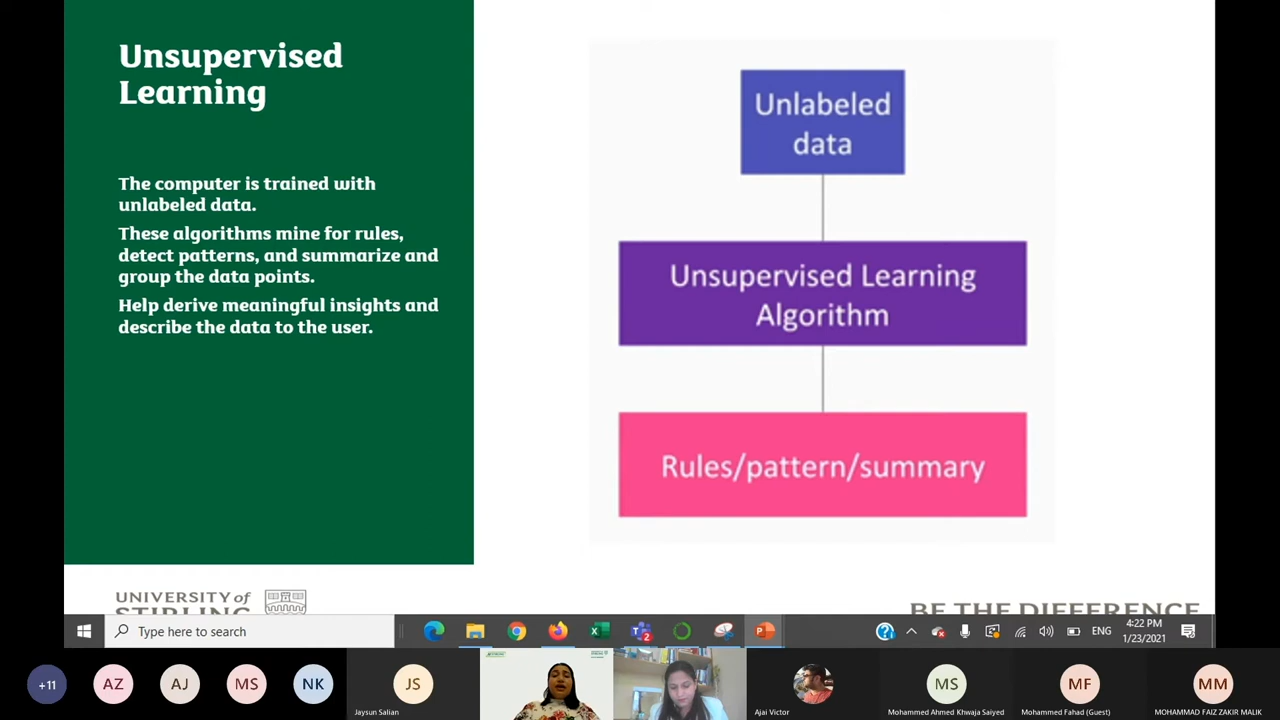 Unsupervised
Learning
The computer is trained with
unlabeled data.
These algorithms mine for rules,
detect patterns, and summarize and
group the data points.
Help derive meaningful insights and
describe the data to the user.
Unlabeled
data
Unsupervised Learning
Algorithm
Rules/pattern/summary
UNIVERSITY of
STIRLING
BE THE DIFFERENCE
Type here to search
2
ENG
4:22 PM
1/23/2021
+11
AZ
AJ
MS
NK
JS
Jaysun Salian
Ajai Victor
MS
Mohammed Ahmed Khwaja Saiyed
MF
Mohammed Fahad (Guest)
MM
MOHAMMAD FAIZ ZAKIR MALIK